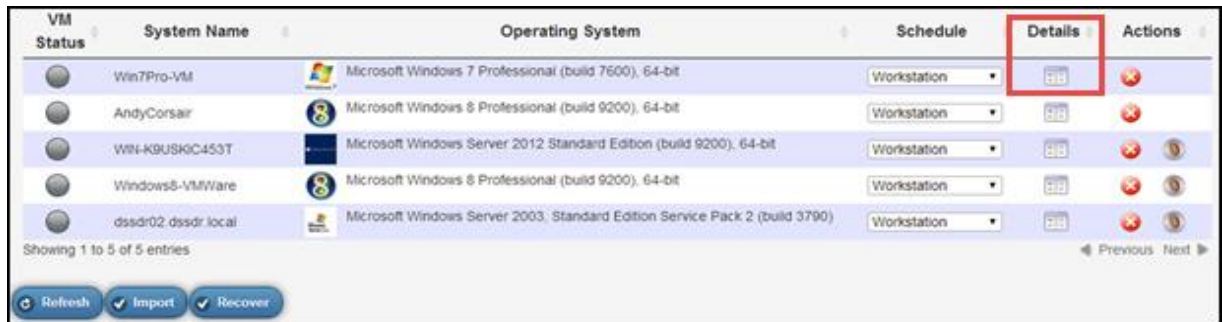 VM Status System Name Operating System Schedule Details Actions
Win7Pro-VM Microsoft Windows 7 Professional (build 7600), 64-bit Workstation
AndyCorsair Microsoft Windows 8 Professional (build 9200), 64-bit Workstation
WIN-K9USKIC453T Microsoft Windows Server 2012 Standard Edition (build 9200), 64-bit Workstation
Windows8-VMWare Microsoft Windows 8 Professional (build 9200), 64-bit Workstation
dssdr02.dssdr.local Microsoft Windows Server 2003, Standard Edition Service Pack 2 (build 3790) Workstation
Showing 1 to 5 of 5 entries Previous Next
Refresh Import Recover